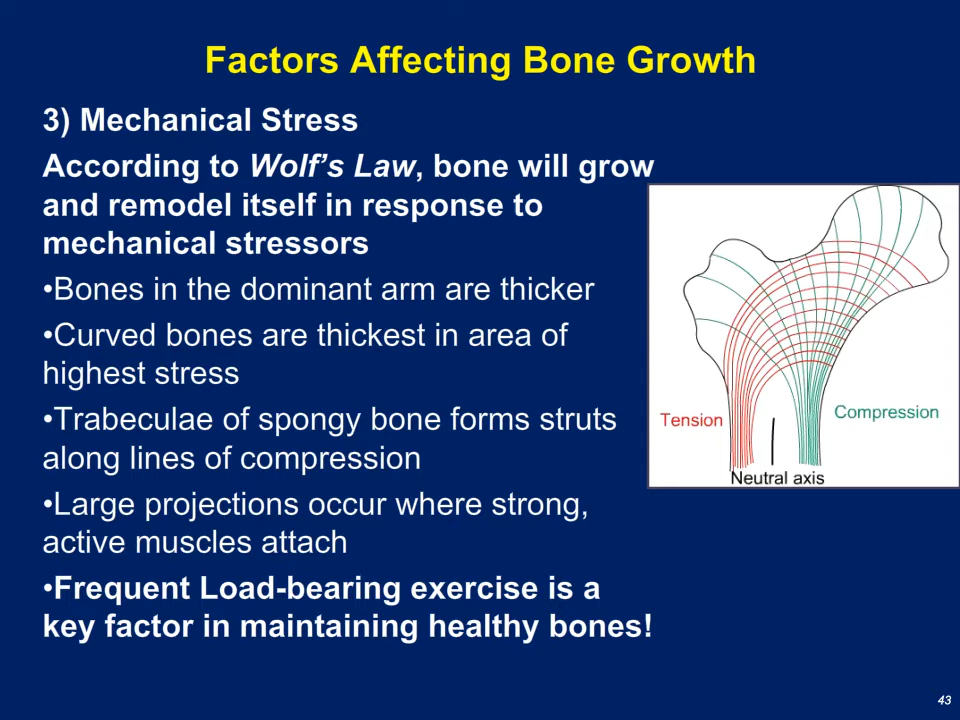 Factors Affecting Bone Growth
3) Mechanical Stress
According to Wolf’s Law, bone will grow
and remodel itself in response to
mechanical stressors
•Bones in the dominant arm are thicker
•Curved bones are thickest in area of
highest stress
•Trabeculae of spongy bone forms struts
along lines of compression
•Large projections occur where strong,
active muscles attach
•Frequent Load-bearing exercise is a
key factor in maintaining healthy bones!
Tension
Compression
Neutral axis
43